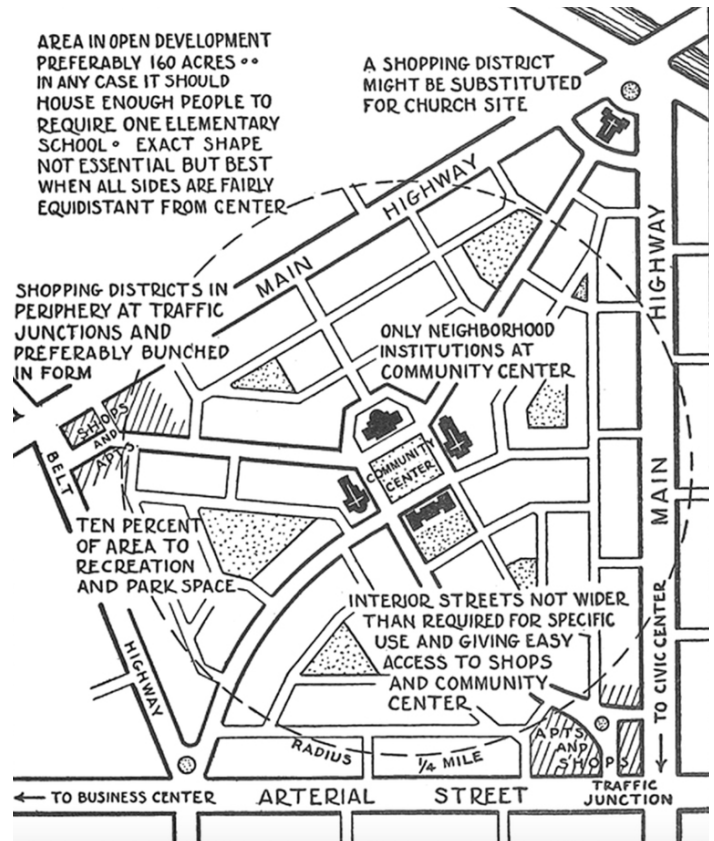 AREA IN OPEN DEVELOPMENT
PREFERABLY 160 ACRES ••
IN ANY CASE IT SHOULD
HOUSE ENOUGH PEOPLE TO
REQUIRE ONE ELEMENTARY
SCHOOL • EXACT SHAPE
NOT ESSENTIAL BUT BEST
WHEN ALL SIDES ARE FAIRLY
EQUIDISTANT FROM CENTER
A SHOPPING DISTRICT
MIGHT BE SUBSTITUTED
FOR CHURCH SITE
MAIN HIGHWAY
SHOPPING DISTRICTS IN
PERIPHERY AT TRAFFIC
JUNCTIONS AND
PREFERABLY BUNCHED
IN FORM
ONLY NEIGHBORHOOD
INSTITUTIONS AT
COMMUNITY CENTER
MAIN HIGHWAY
SHOPS
AND
APTS
COMMUNITY
CENTER
BELT
HIGHWAY
TEN PERCENT
OF AREA TO
RECREATION
AND PARK SPACE
INTERIOR STREETS NOT WIDER
THAN REQUIRED FOR SPECIFIC
USE AND GIVING EASY
ACCESS TO SHOPS
AND COMMUNITY
CENTER
→ TO CIVIC CENTER
APTS
AND
SHOPS
RADIUS 1/4 MILE
TRAFFIC
JUNCTION
← TO BUSINESS CENTER
ARTERIAL STREET